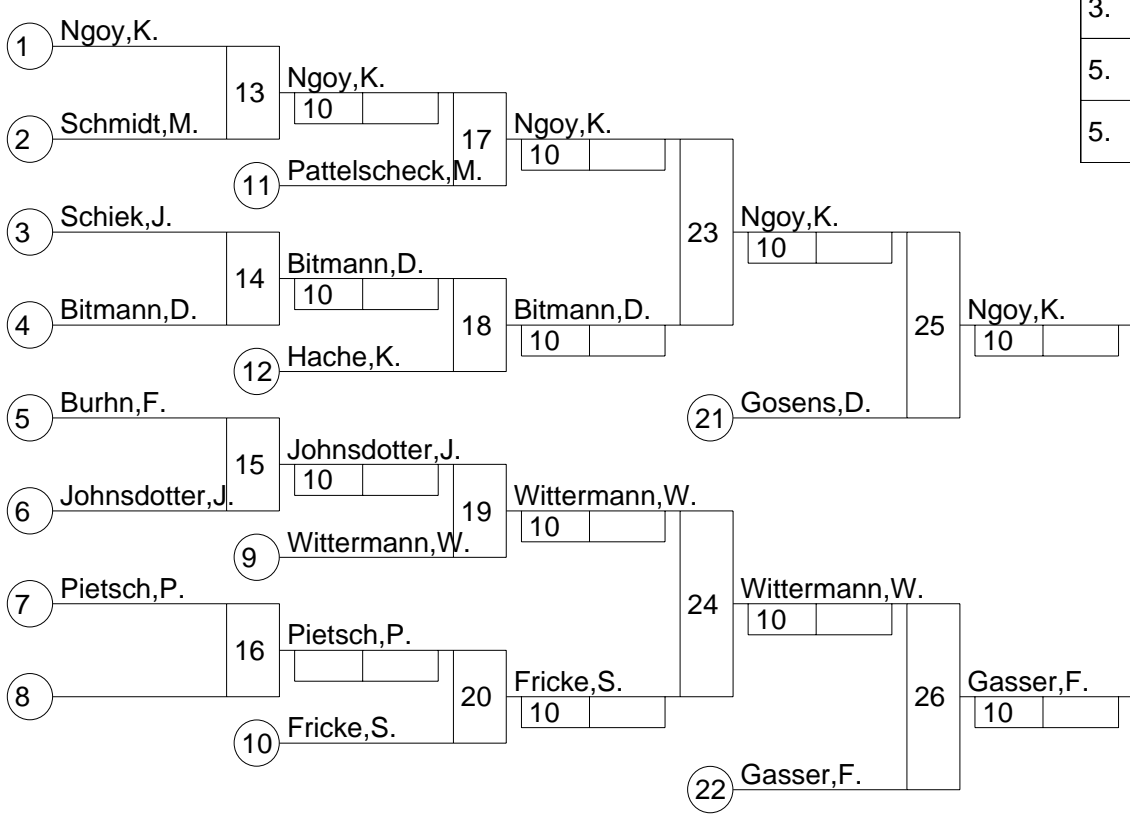 3.
5.
5.
1 Ngoy,K.
13 Ngoy,K.
10
2 Schmidt,M.
17 Ngoy,K.
10
11 Pattelscheck,M.
3 Schiek,J.
23 Ngoy,K.
10
14 Bitmann,D.
10
4 Bitmann,D.
18 Bitmann,D.
10
25 Ngoy,K.
10
12 Hache,K.
5 Burhn,F.
21 Gosens,D.
15 Johnsdotter,J.
10
6 Johnsdotter,J.
19 Wittermann,W.
10
9 Wittermann,W.
7 Pietsch,P.
24 Wittermann,W.
10
16 Pietsch,P.
8
20 Fricke,S.
10
26 Gasser,F.
10
10 Fricke,S.
22 Gasser,F.